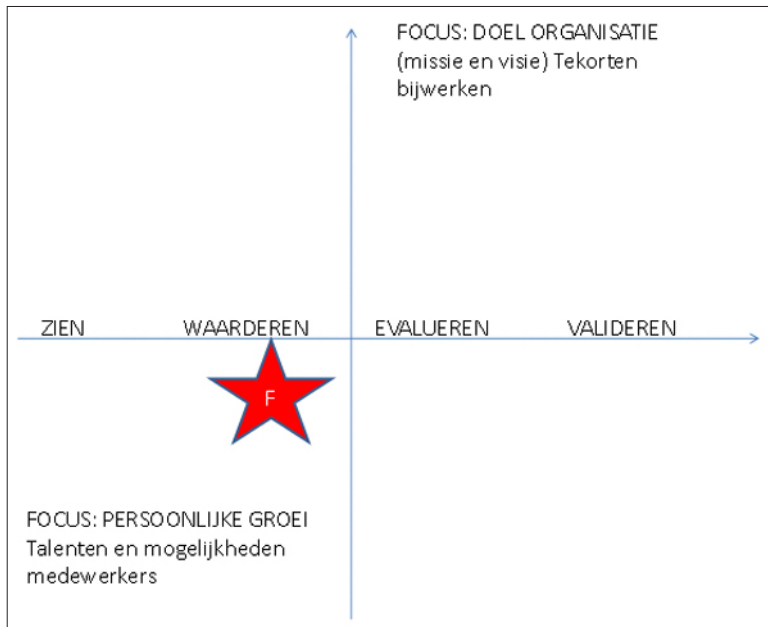 FOCUS: DOEL ORGANISATIE
(missie en visie) Tekorten
bijwerken
ZIEN WAARDEREN EVALUEREN VALIDEREN
F
FOCUS: PERSOONLIJKE GROEI
Talenten en mogelijkheden
medewerkers